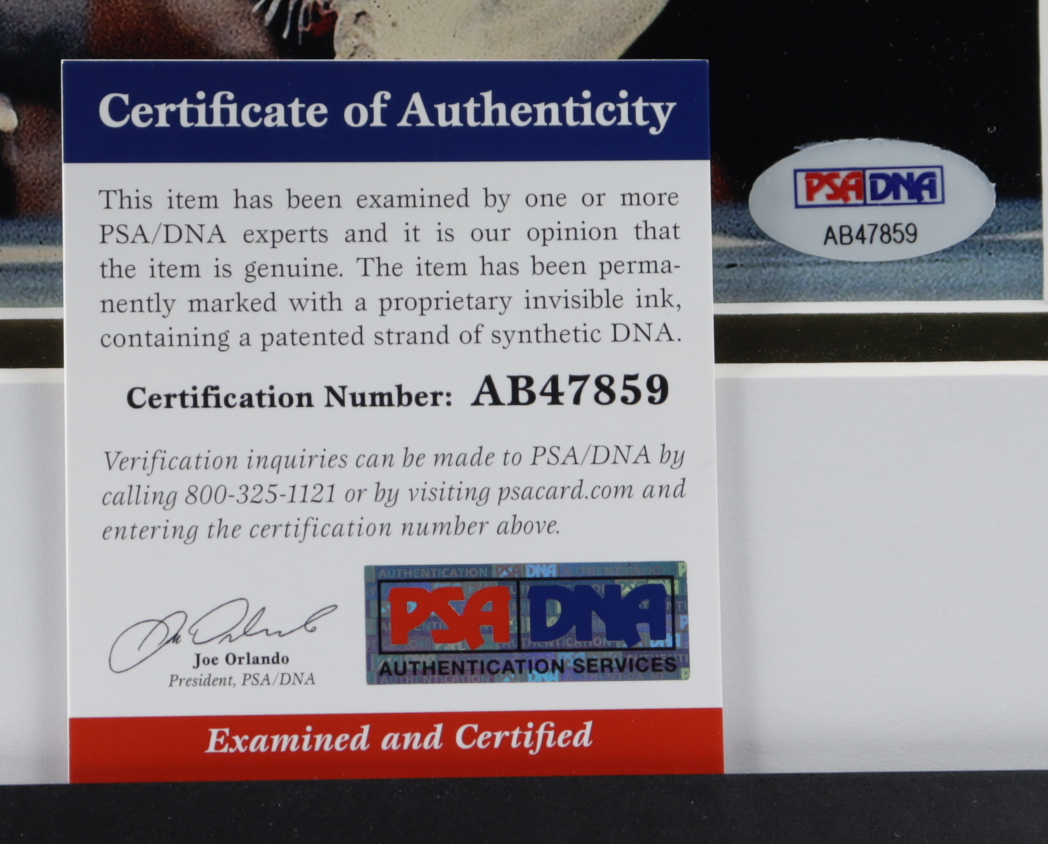 Certificate of Authenticity
This item has been examined by one or more
PSA/DNA experts and it is our opinion that
the item is genuine. The item has been perma-
nently marked with a proprietary invisible ink,
containing a patented strand of synthetic DNA.
Certification Number: AB47859
Verification inquiries can be made to PSA/DNA by
calling 800-325-1121 or by visiting psacard.com and
entering the certification number above.
Joe Orlando
President, PSA/DNA
AUTHENTICATION PSA DNA
PSA DNA
AUTHENTICATION SERVICES
Examined and Certified
PSA DNA
AB47859